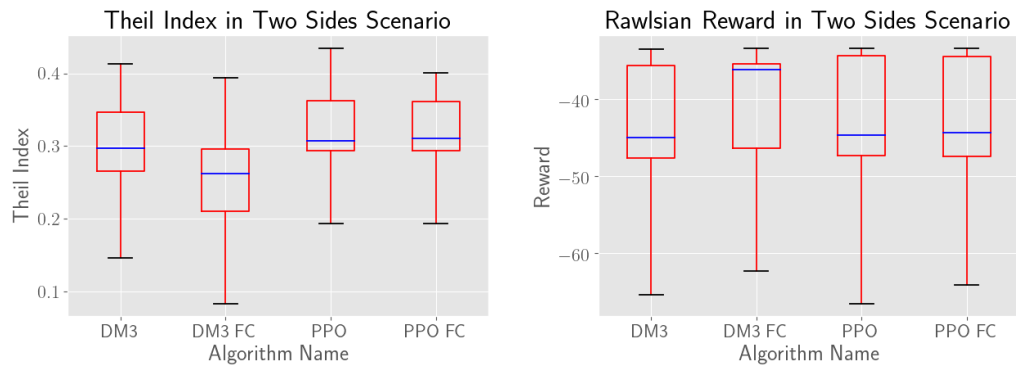 Theil Index in Two Sides Scenario
Theil Index
0.4
0.3
0.2
0.1
DM3 DM3 FC PPO PPO FC
Algorithm Name
Rawlsian Reward in Two Sides Scenario
Reward
−40
−50
−60
DM3 DM3 FC PPO PPO FC
Algorithm Name